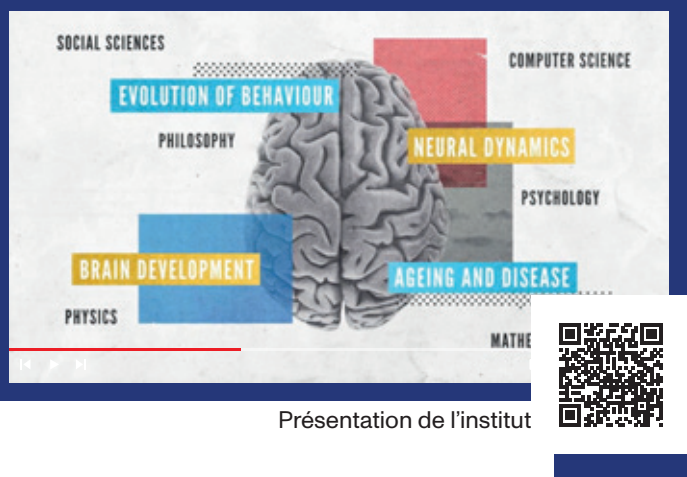 SOCIAL SCIENCES
COMPUTER SCIENCE
EVOLUTION OF BEHAVIOUR
PHILOSOPHY
NEURAL DYNAMICS
PSYCHOLOGY
BRAIN DEVELOPMENT
AGEING AND DISEASE
PHYSICS
MATHE
Présentation de l'institut